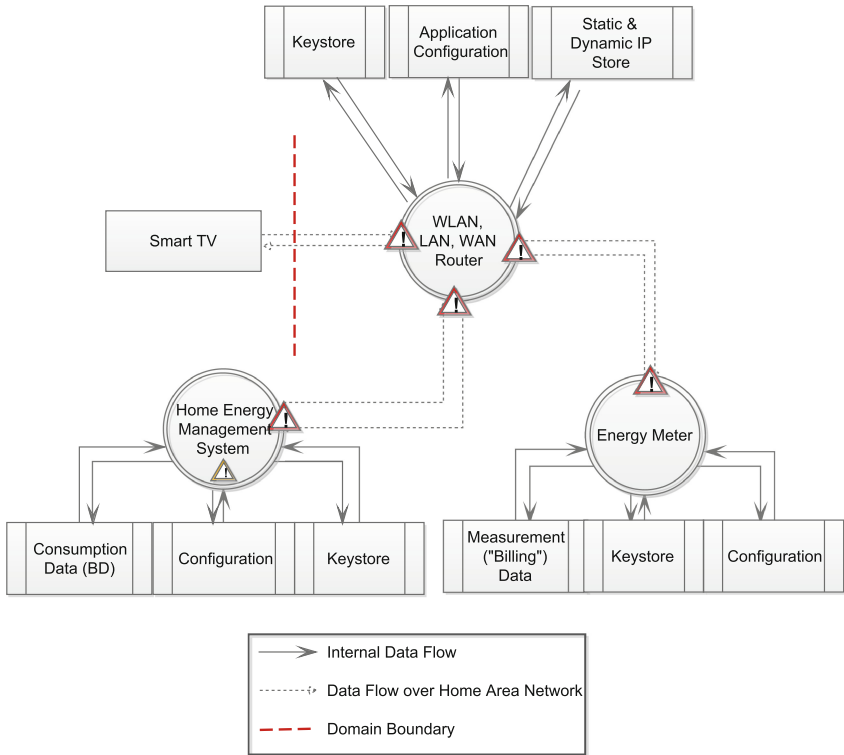 Keystore
Application
Configuration
Static &
Dynamic IP
Store
WLAN,
LAN, WAN
Router
!
!
!
Smart TV
Home Energy
Management
System
!
!
Energy Meter
!
Consumption
Data (BD)
Configuration
Keystore
Measurement
("Billing")
Data
Keystore
Configuration
Internal Data Flow
Data Flow over Home Area Network
Domain Boundary